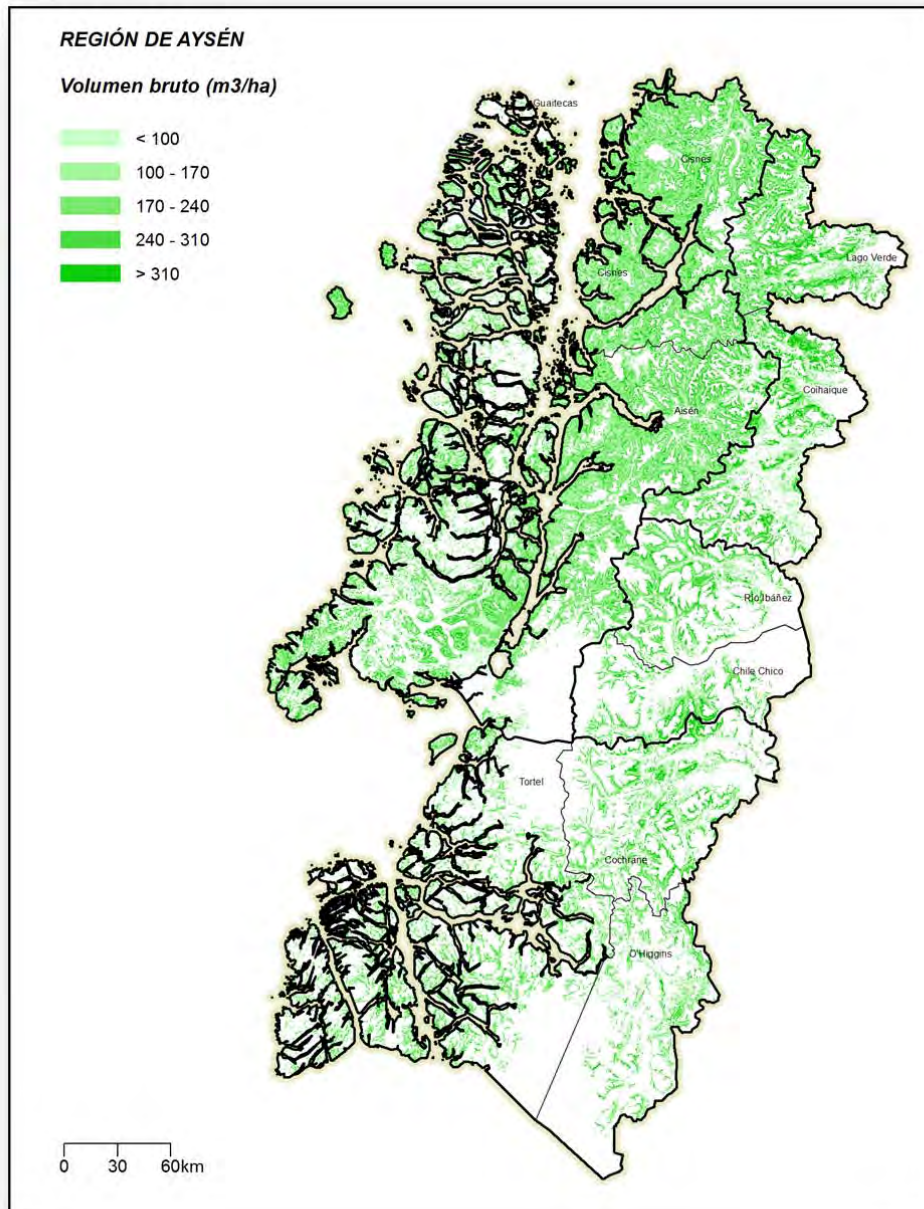 REGIÓN DE AYSÉN
Volumen bruto (m3/ha)
< 100
100 - 170
170 - 240
240 - 310
> 310
Guaitecas
Cisnes
Lago Verde
Cisnes
Coihaique
Aisén
Río Ibáñez
Chile Chico
Tortel
Cochrane
O'Higgins
0 30 60km